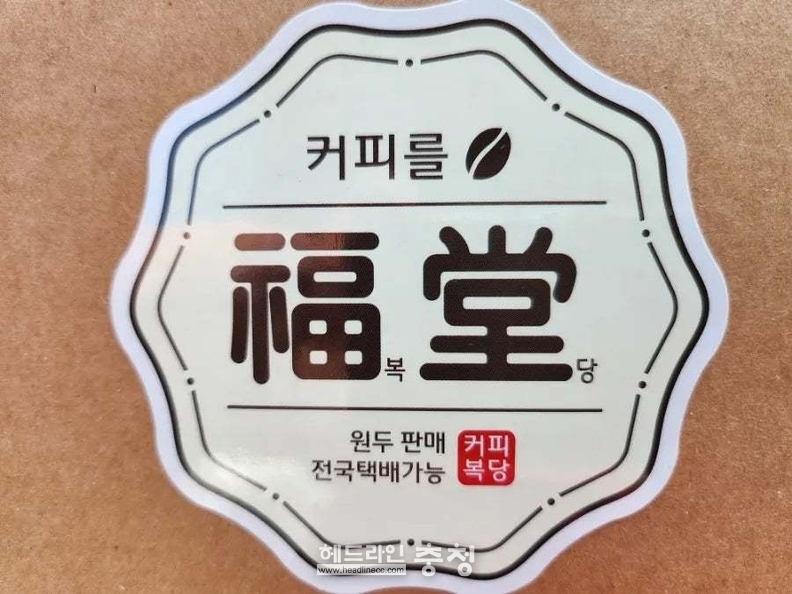 커피를
福복 堂당
원두 판매
전국택배가능
커피
복당
헤드라인 충청
www.headlinecc.com